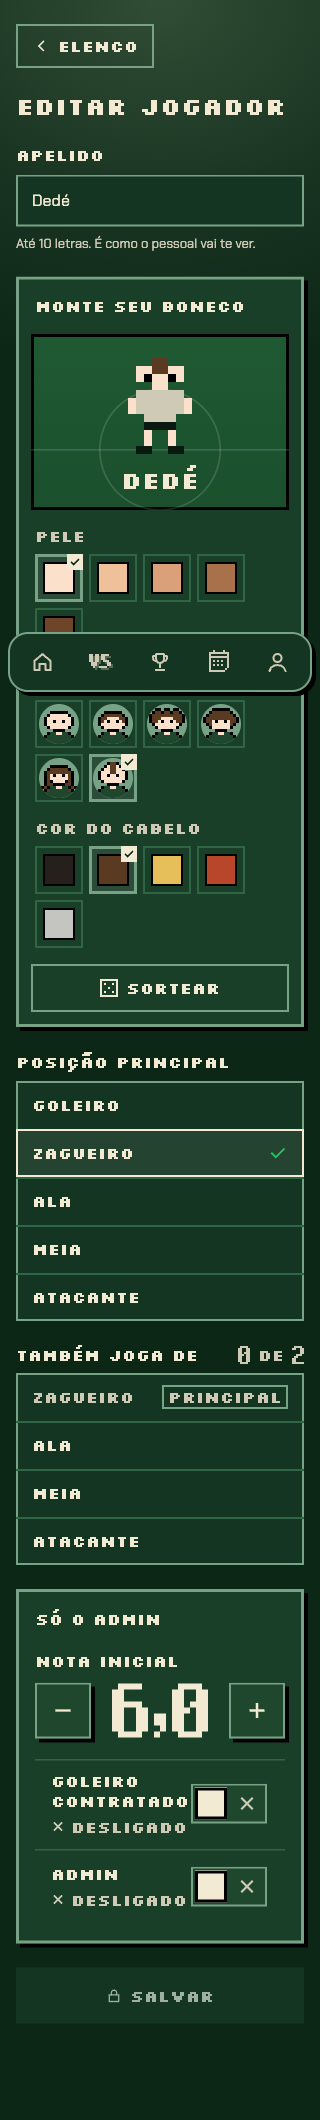 ELENCO
EDITAR JOGADOR
APELIDO
Dedé
Até 10 letras. É como o pessoal vai te ver.
MONTE SEU BONECO
DEDÉ
PELE
VS
COR DO CABELO
SORTEAR
POSIÇÃO PRINCIPAL
GOLEIRO
ZAGUEIRO
ALA
MEIA
ATACANTE
TAMBÉM JOGA DE 0 DE 2
ZAGUEIRO PRINCIPAL
ALA
MEIA
ATACANTE
SÓ O ADMIN
NOTA INICIAL
− 6,0 +
GOLEIRO
CONTRATADO
× DESLIGADO
ADMIN
× DESLIGADO
SALVAR